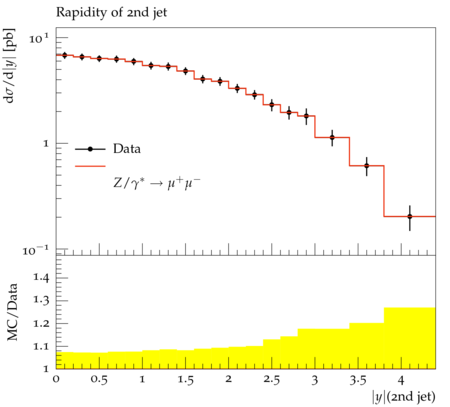 Rapidity of 2nd jet
dσ/d|y| [pb]
10¹
1
10⁻¹
Data
Z/γ* → μ⁺μ⁻
MC/Data
1.4
1.3
1.2
1.1
1
0 0.5 1 1.5 2 2.5 3 3.5 4
|y|(2nd jet)